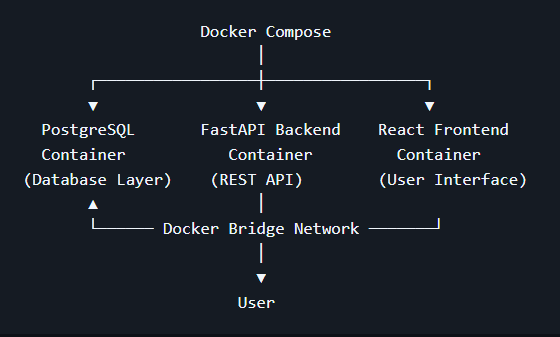 Docker Compose
PostgreSQL FastAPI Backend React Frontend
Container Container Container
(Database Layer) (REST API) (User Interface)
Docker Bridge Network
User